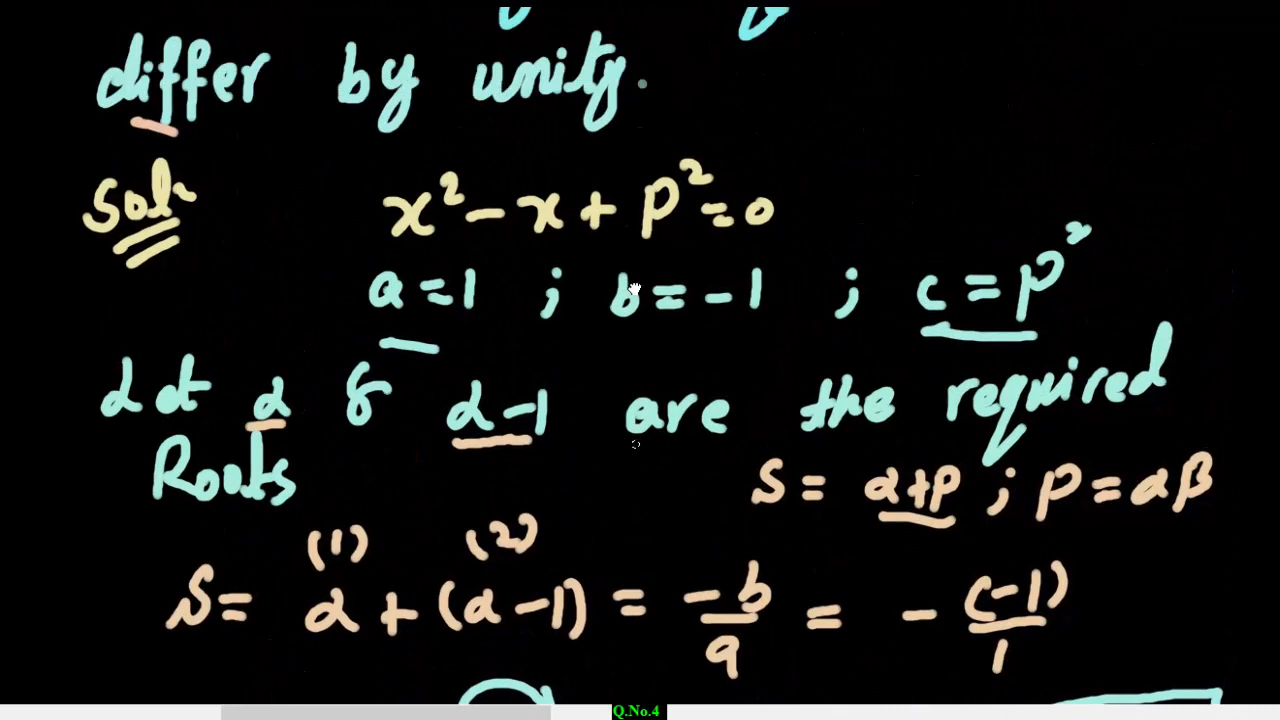 differ by unity.
Sol:
x² - x + p² = 0
a = 1 ; b = -1 ; c = p²
Let α & α-1 are the required
Roots
S = α+β ; p = αβ
(1) (2)
S = α + (α-1) = -b/a = -(-1)/1
Q.No.4